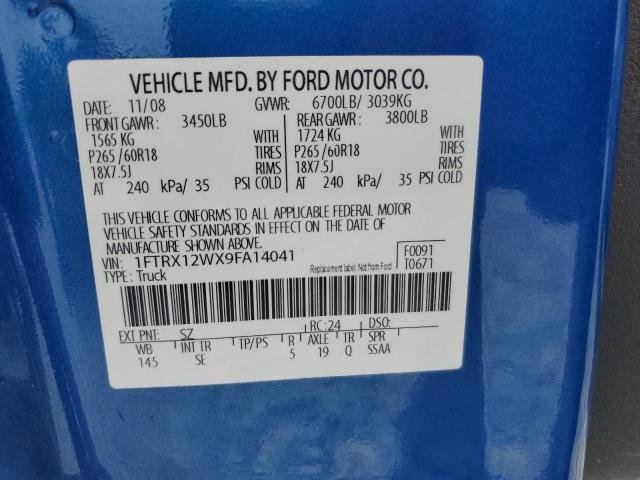 VEHICLE MFD. BY FORD MOTOR CO.
DATE: 11/08 GVWR: 6700LB/ 3039KG
FRONT GAWR: 3450LB REAR GAWR: 3800LB
1565 KG WITH 1724 KG WITH
P265/60R18 TIRES P265/60R18 TIRES
18X7.5J RIMS 18X7.5J RIMS
AT 240 kPa/ 35 PSI COLD AT 240 kPa/ 35 PSI COLD
THIS VEHICLE CONFORMS TO ALL APPLICABLE FEDERAL MOTOR
VEHICLE SAFETY STANDARDS IN EFFECT ON THE DATE OF
MANUFACTURE SHOWN ABOVE.
VIN: 1FTRX12WX9FA14041 F0091
TYPE: Truck Replacement label. Not from Ford T0671
EXT PNT: SZ RC: 24 DSO:
WB INT TR TP/PS R AXLE TR SPR
145 SE 5 19 Q SSAA